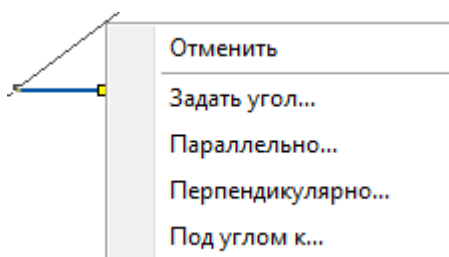 Отменить
Задать угол...
Параллельно...
Перпендикулярно...
Под углом к...